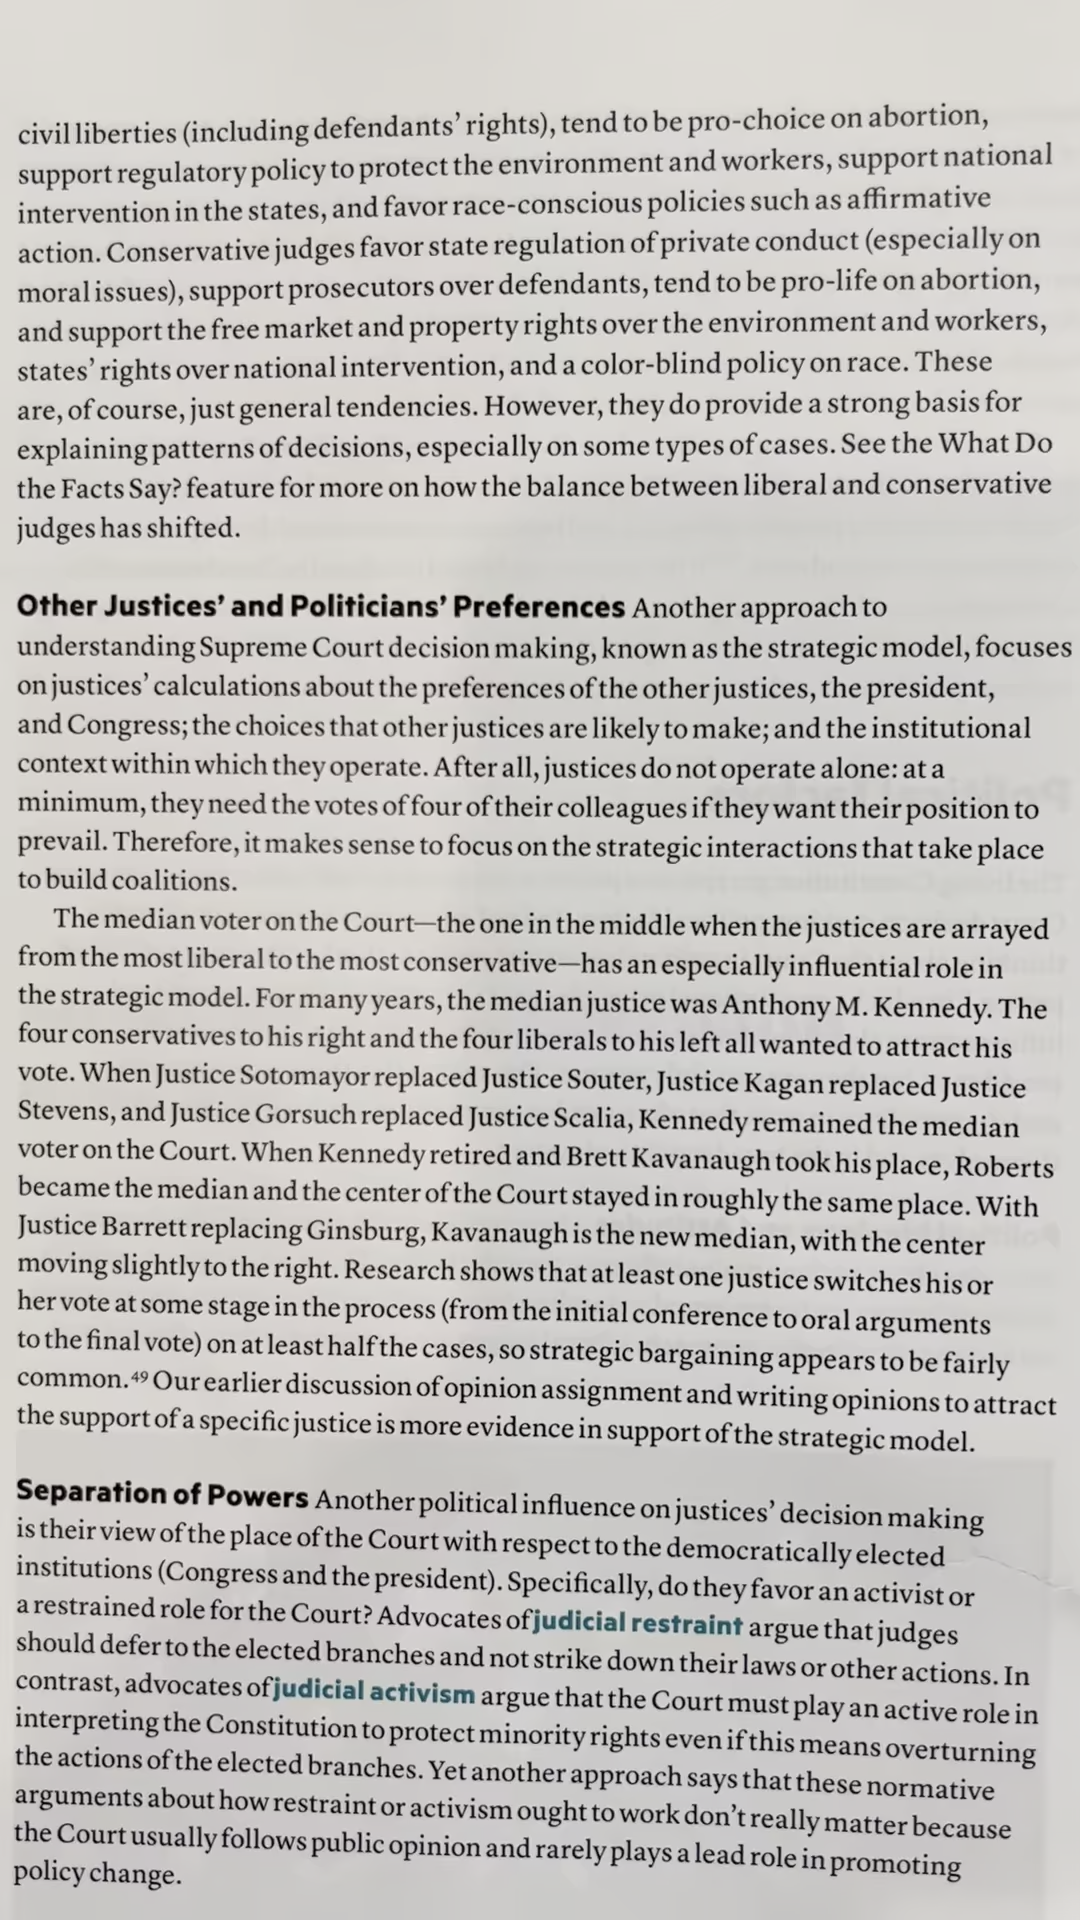 civil liberties (including defendants' rights), tend to be pro-choice on abortion,
support regulatory policy to protect the environment and workers, support national
intervention in the states, and favor race-conscious policies such as affirmative
action. Conservative judges favor state regulation of private conduct (especially on
moral issues), support prosecutors over defendants, tend to be pro-life on abortion,
and support the free market and property rights over the environment and workers,
states' rights over national intervention, and a color-blind policy on race. These
are, of course, just general tendencies. However, they do provide a strong basis for
explaining patterns of decisions, especially on some types of cases. See the What Do
the Facts Say? feature for more on how the balance between liberal and conservative
judges has shifted.
Other Justices' and Politicians' Preferences Another approach to
understanding Supreme Court decision making, known as the strategic model, focuses
on justices' calculations about the preferences of the other justices, the president,
and Congress; the choices that other justices are likely to make; and the institutional
context within which they operate. After all, justices do not operate alone: at a
minimum, they need the votes of four of their colleagues if they want their position to
prevail. Therefore, it makes sense to focus on the strategic interactions that take place
to build coalitions.
The median voter on the Court—the one in the middle when the justices are arrayed
from the most liberal to the most conservative—has an especially influential role in
the strategic model. For many years, the median justice was Anthony M. Kennedy. The
four conservatives to his right and the four liberals to his left all wanted to attract his
vote. When Justice Sotomayor replaced Justice Souter, Justice Kagan replaced Justice
Stevens, and Justice Gorsuch replaced Justice Scalia, Kennedy remained the median
voter on the Court. When Kennedy retired and Brett Kavanaugh took his place, Roberts
became the median and the center of the Court stayed in roughly the same place. With
Justice Barrett replacing Ginsburg, Kavanaugh is the new median, with the center
moving slightly to the right. Research shows that at least one justice switches his or
her vote at some stage in the process (from the initial conference to oral arguments
to the final vote) on at least half the cases, so strategic bargaining appears to be fairly
common.⁴⁹ Our earlier discussion of opinion assignment and writing opinions to attract
the support of a specific justice is more evidence in support of the strategic model.
Separation of Powers Another political influence on justices' decision making
is their view of the place of the Court with respect to the democratically elected
institutions (Congress and the president). Specifically, do they favor an activist or
a restrained role for the Court? Advocates of judicial restraint argue that judges
should defer to the elected branches and not strike down their laws or other actions. In
contrast, advocates of judicial activism argue that the Court must play an active role in
interpreting the Constitution to protect minority rights even if this means overturning
the actions of the elected branches. Yet another approach says that these normative
arguments about how restraint or activism ought to work don't really matter because
the Court usually follows public opinion and rarely plays a lead role in promoting
policy change.